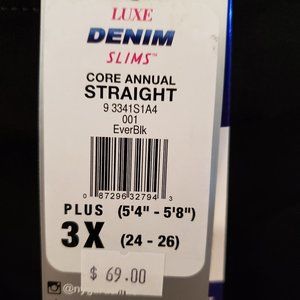 LUXE
DENIM
SLIMS™
CORE ANNUAL
STRAIGHT
9 3341S1A4
001
EverBlk
0 87296 32794 3
PLUS (5'4" - 5'8")
3X (24 - 26)
$ 69.00